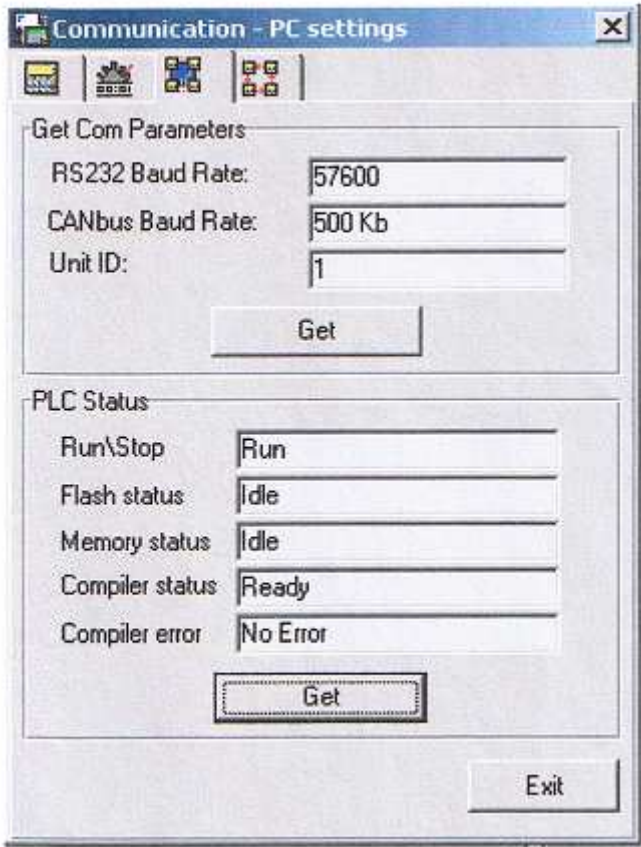 Communication - PC settings
Get Com Parameters
RS232 Baud Rate: 57600
CANbus Baud Rate: 500 Kb
Unit ID: 1
Get
PLC Status
Run\Stop Run
Flash status Idle
Memory status Idle
Compiler status Ready
Compiler error No Error
Get
Exit